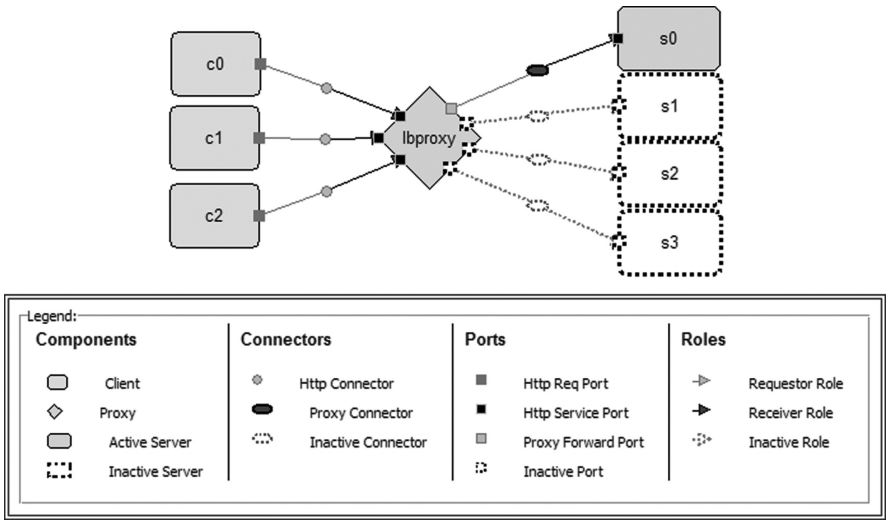 c0
c1
c2
lbproxy
s0
s1
s2
s3
Legend:
Components
Client
Proxy
Active Server
Inactive Server
Connectors
Http Connector
Proxy Connector
Inactive Connector
Ports
Http Req Port
Http Service Port
Proxy Forward Port
Inactive Port
Roles
Requestor Role
Receiver Role
Inactive Role